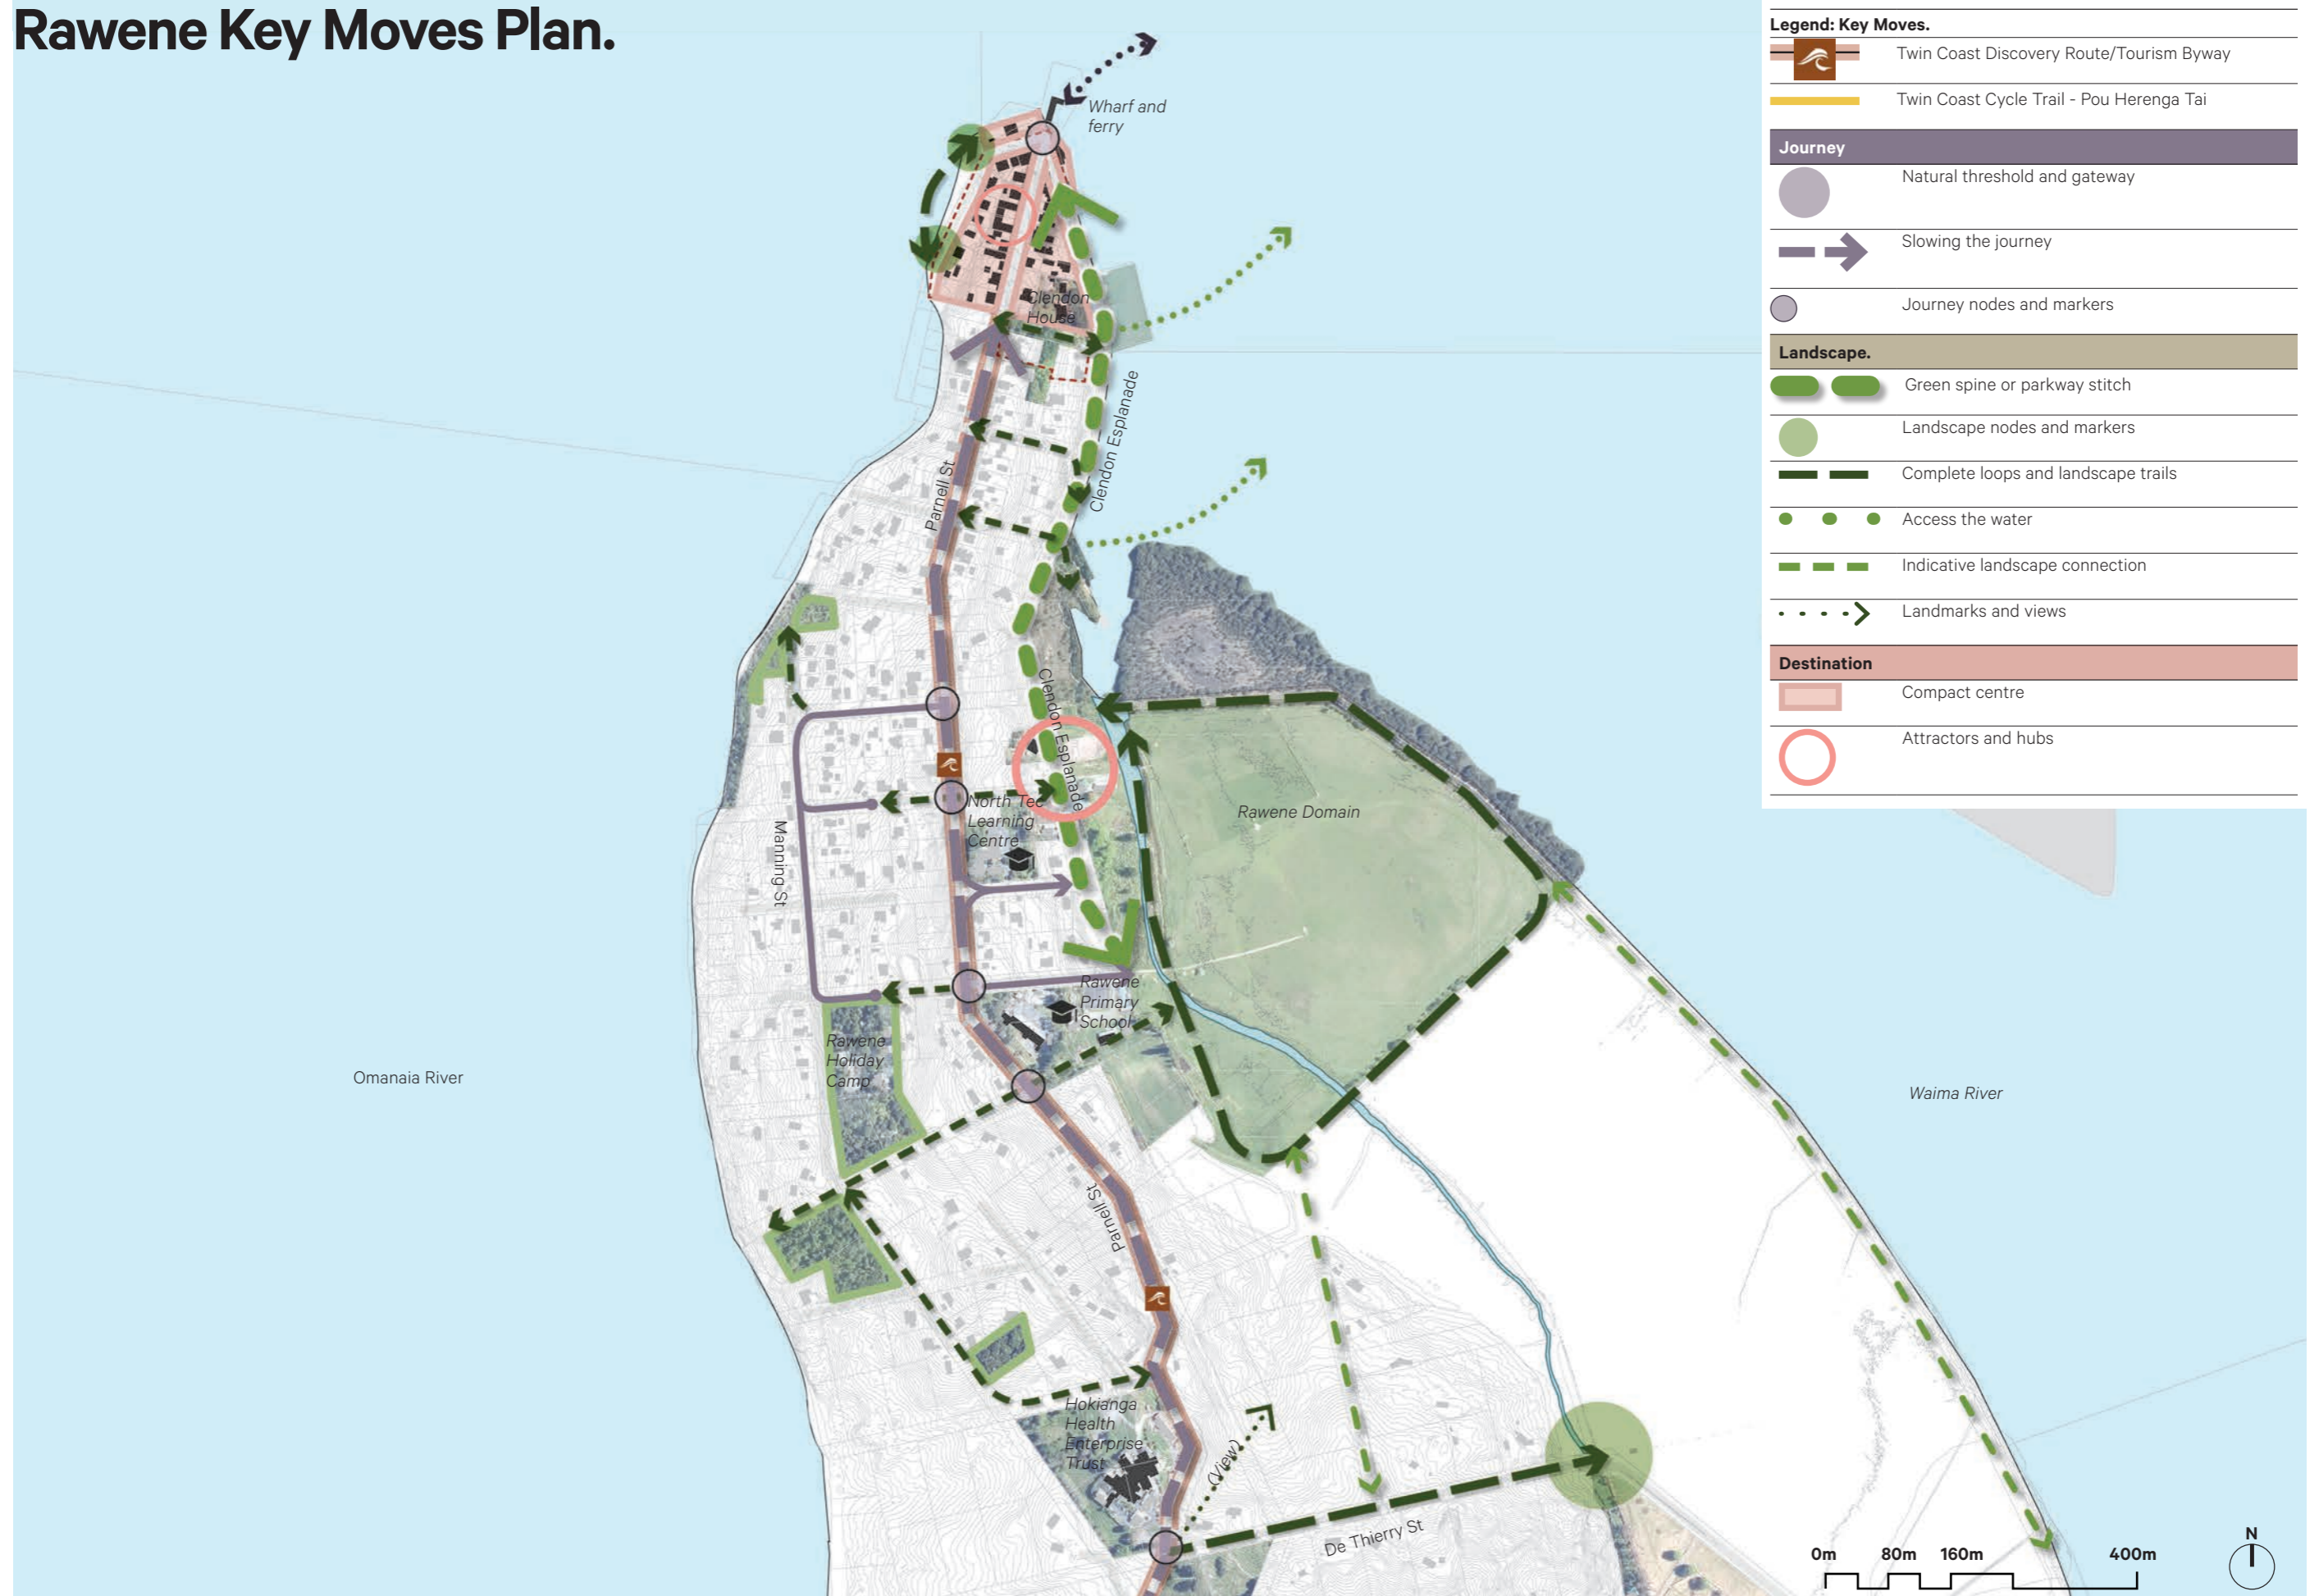 Rawene Key Moves Plan.
Legend: Key Moves.
Twin Coast Discovery Route/Tourism Byway
Twin Coast Cycle Trail - Pou Herenga Tai
Journey
Natural threshold and gateway
Slowing the journey
Journey nodes and markers
Landscape.
Green spine or parkway stitch
Landscape nodes and markers
Complete loops and landscape trails
Access the water
Indicative landscape connection
Landmarks and views
Destination
Compact centre
Attractors and hubs
Wharf and
ferry
Clendon
House
Clendon Esplanade
Parnell St
Clendon Esplanade
Rawene Domain
North Tec
Learning
Centre
Manning St
Rawene
Primary
School
Rawene
Holiday
Camp
Omanaia River
Waima River
Parnell St
Hokianga
Health
Enterprise
Trust
(View)
De Thierry St
0m
80m
160m
400m
N